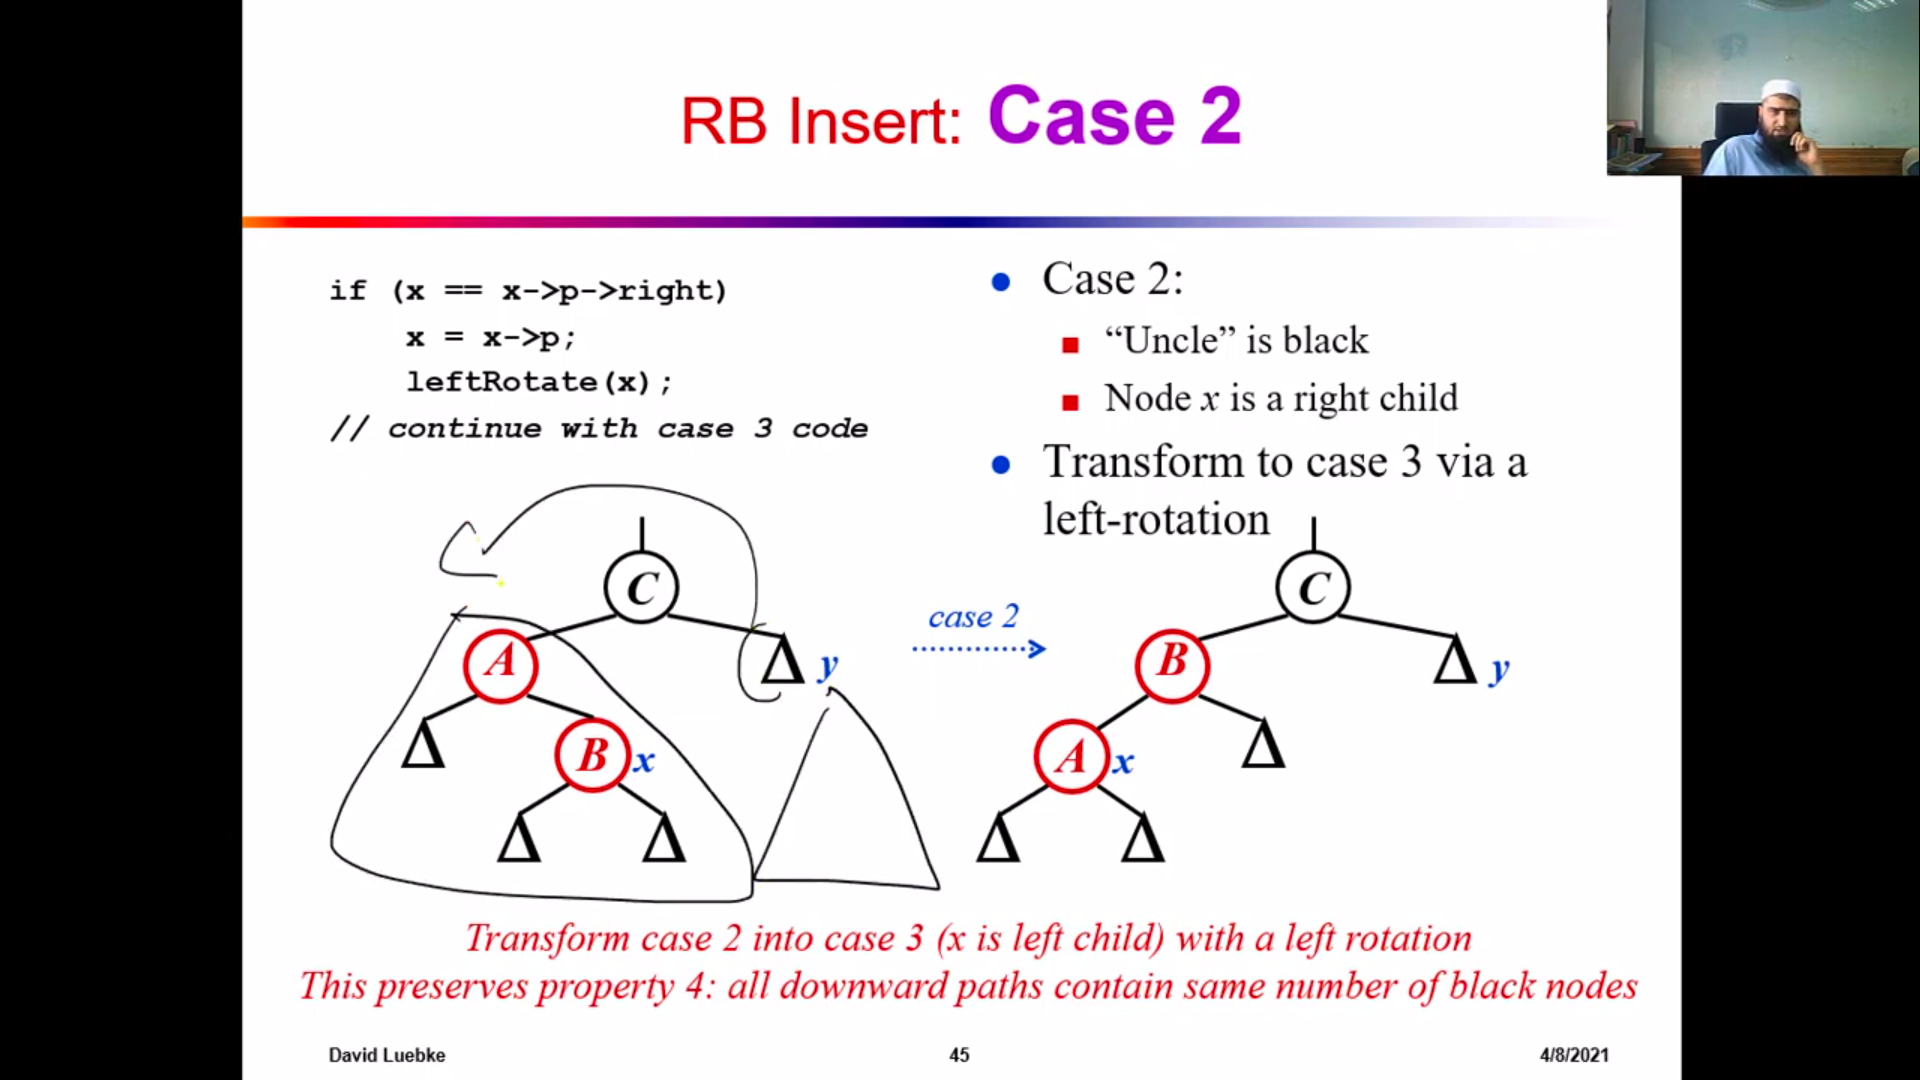 RB Insert: Case 2
if (x == x->p->right)
x = x->p;
leftRotate(x);
// continue with case 3 code
● Case 2:
■ “Uncle” is black
■ Node x is a right child
● Transform to case 3 via a
left-rotation
C
A
Δ y
Δ
B x
Δ Δ
case 2
C
B
Δ y
A x
Δ
Δ Δ
Transform case 2 into case 3 (x is left child) with a left rotation
This preserves property 4: all downward paths contain same number of black nodes
David Luebke 45 4/8/2021